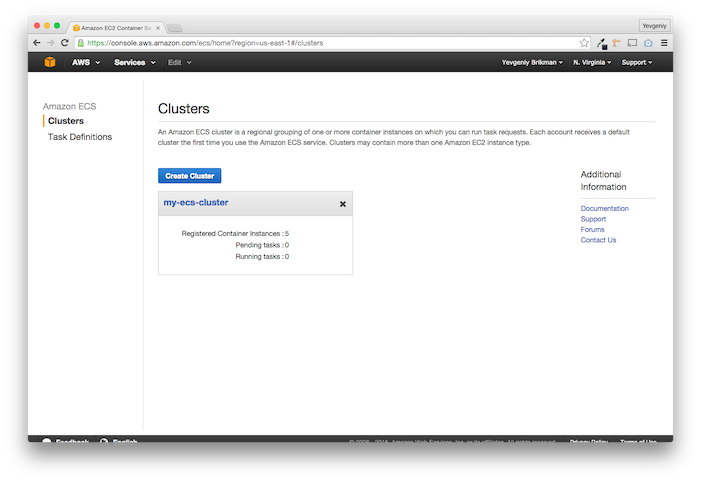 Amazon EC2 Container Se
Yevgeniy
https://console.aws.amazon.com/ecs/home?region=us-east-1#/clusters
AWS Services Edit Yevgeniy Brikman N. Virginia Support
Amazon ECS
Clusters
Task Definitions
Clusters
An Amazon ECS cluster is a regional grouping of one or more container instances on which you can run task requests. Each account receives a default
cluster the first time you use the Amazon ECS service. Clusters may contain more than one Amazon EC2 instance type.
Create Cluster
my-ecs-cluster
Registered Container Instances : 5
Pending tasks : 0
Running tasks : 0
Additional
Information
Documentation
Support
Forums
Contact Us
Feedback English Privacy Policy Terms of Use